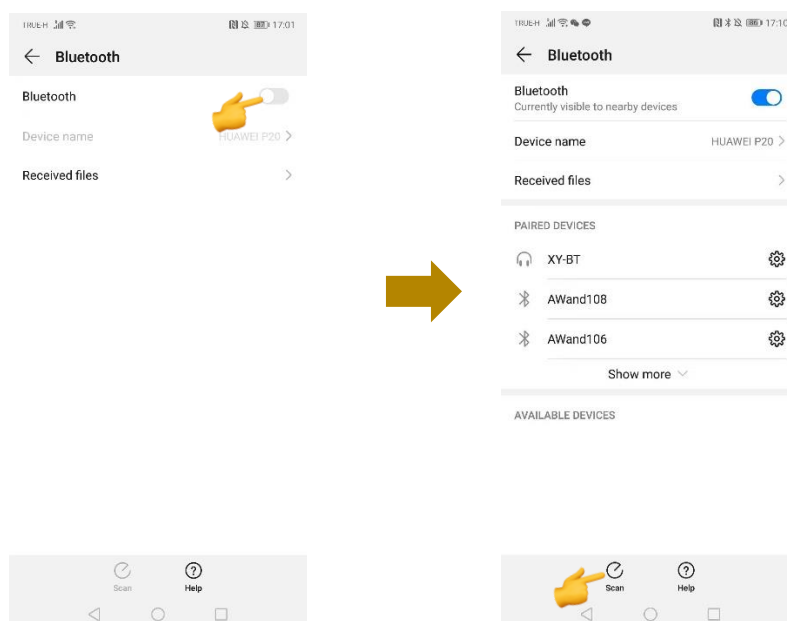 TRUE-H 17:01
Bluetooth
Bluetooth
Device name HUAWEI P20
Received files
Scan Help
TRUE-H 17:10
Bluetooth
Bluetooth
Currently visible to nearby devices
Device name HUAWEI P20
Received files
PAIRED DEVICES
XY-BT
AWand108
AWand106
Show more
AVAILABLE DEVICES
Scan Help